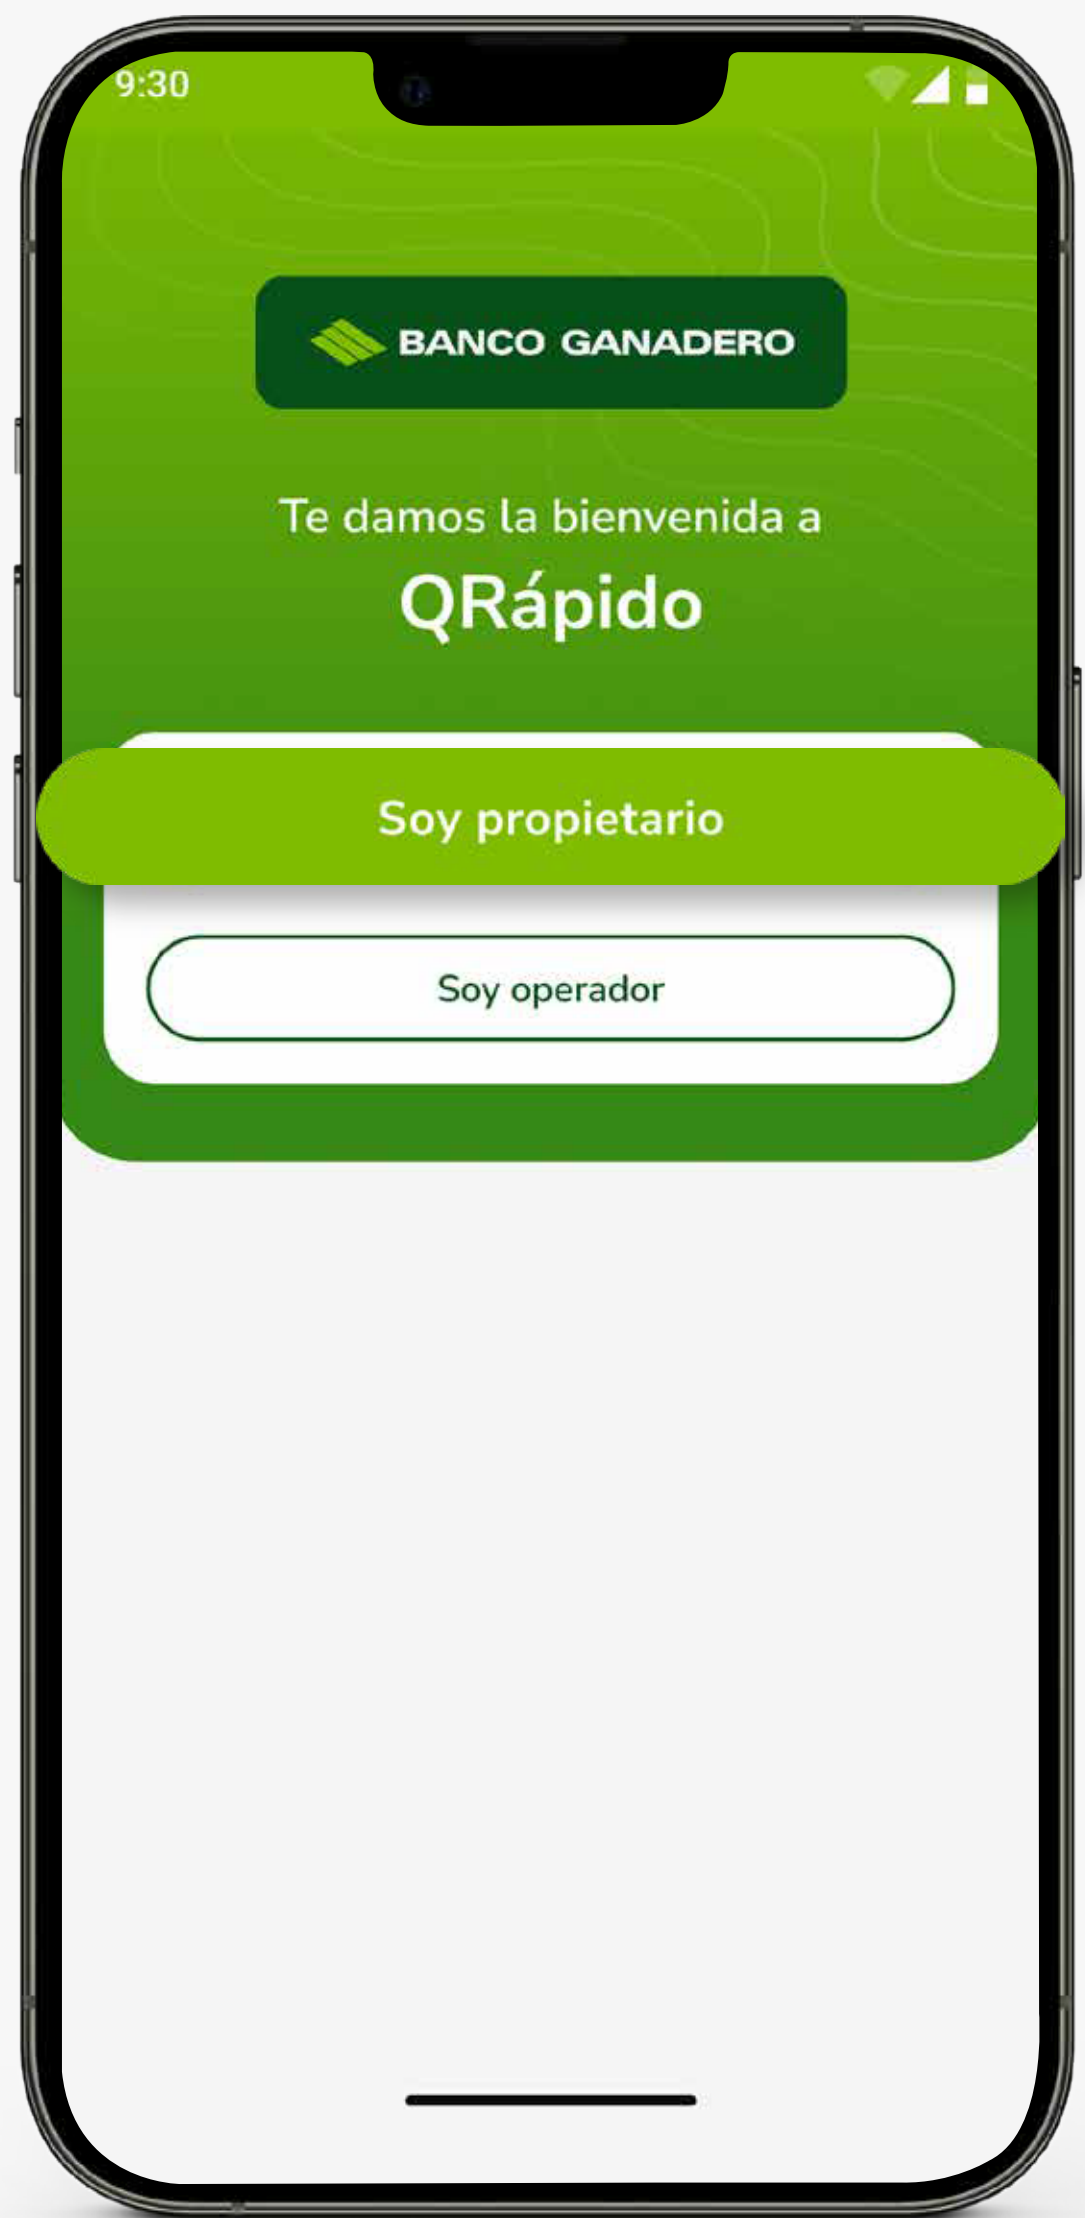 9:30
BANCO GANADERO
Te damos la bienvenida a
QRápido
Soy propietario
Soy operador